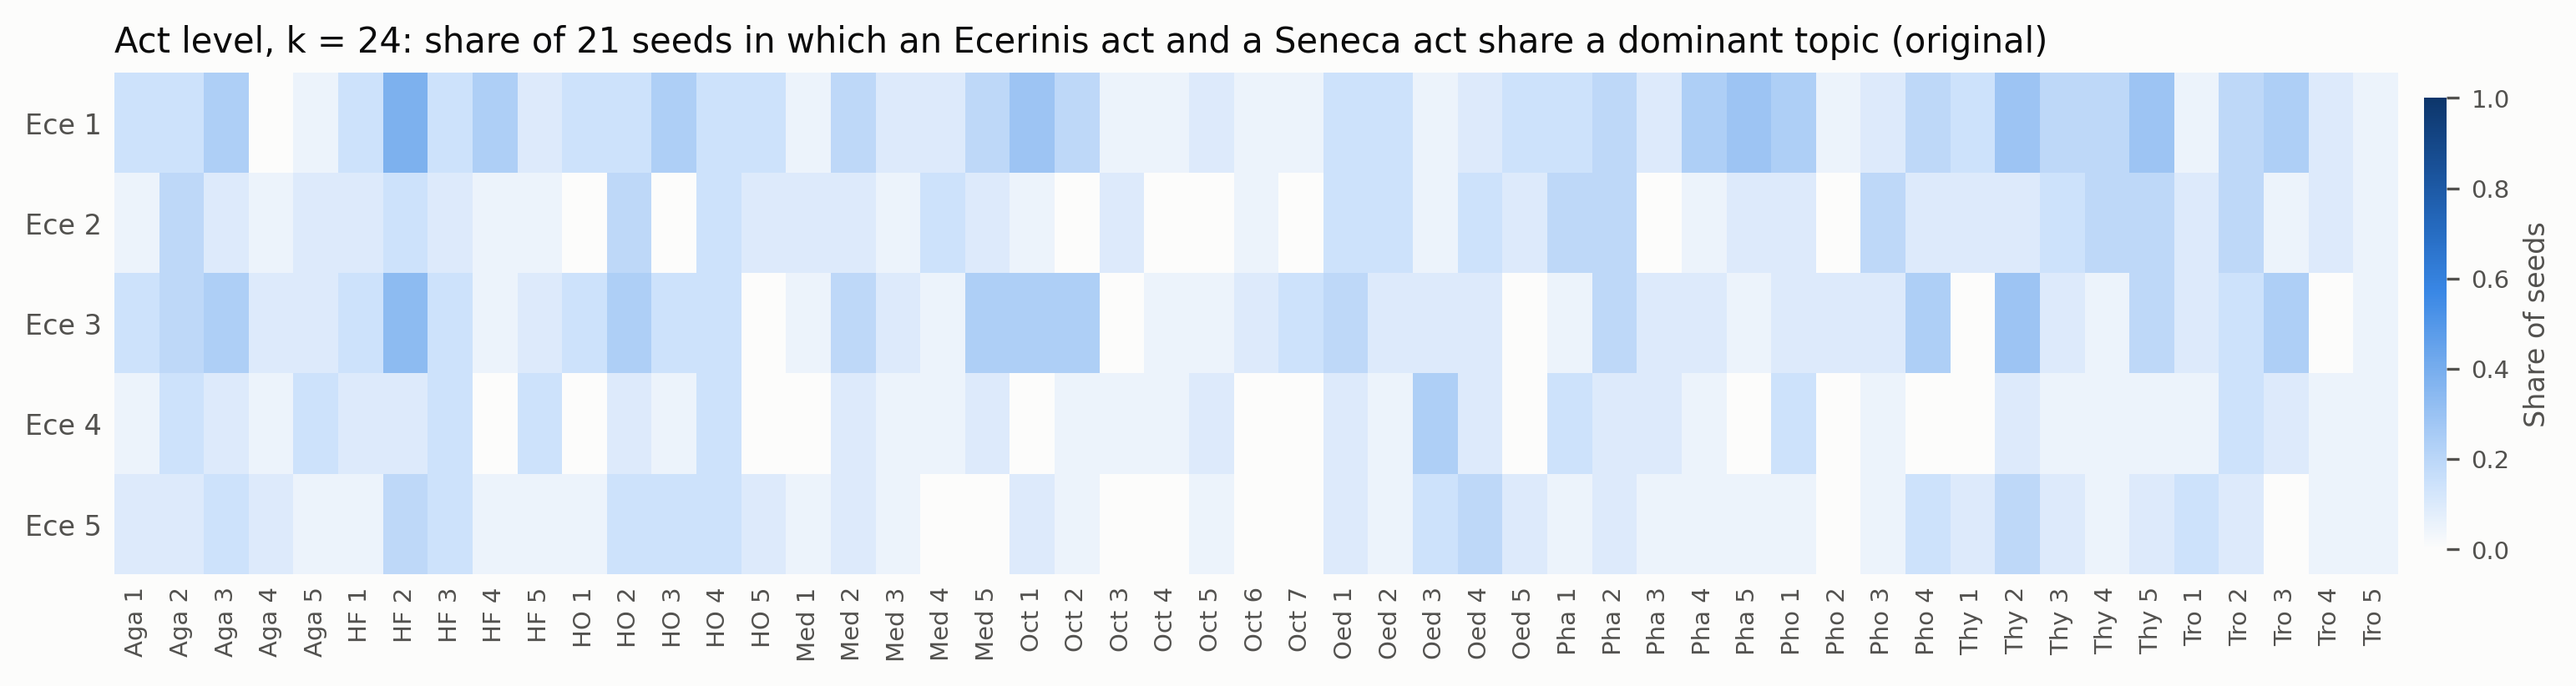 Act level, k = 24: share of 21 seeds in which an Ecerinis act and a Seneca act share a dominant topic (original)
Ece 1
Ece 2
Ece 3
Ece 4
Ece 5
Aga 1
Aga 2
Aga 3
Aga 4
Aga 5
HF 1
HF 2
HF 3
HF 4
HF 5
HO 1
HO 2
HO 3
HO 4
HO 5
Med 1
Med 2
Med 3
Med 4
Med 5
Oct 1
Oct 2
Oct 3
Oct 4
Oct 5
Oct 6
Oct 7
Oed 1
Oed 2
Oed 3
Oed 4
Oed 5
Pha 1
Pha 2
Pha 3
Pha 4
Pha 5
Pho 1
Pho 2
Pho 3
Pho 4
Thy 1
Thy 2
Thy 3
Thy 4
Thy 5
Tro 1
Tro 2
Tro 3
Tro 4
Tro 5
1.0
0.8
0.6
0.4
0.2
0.0
Share of seeds